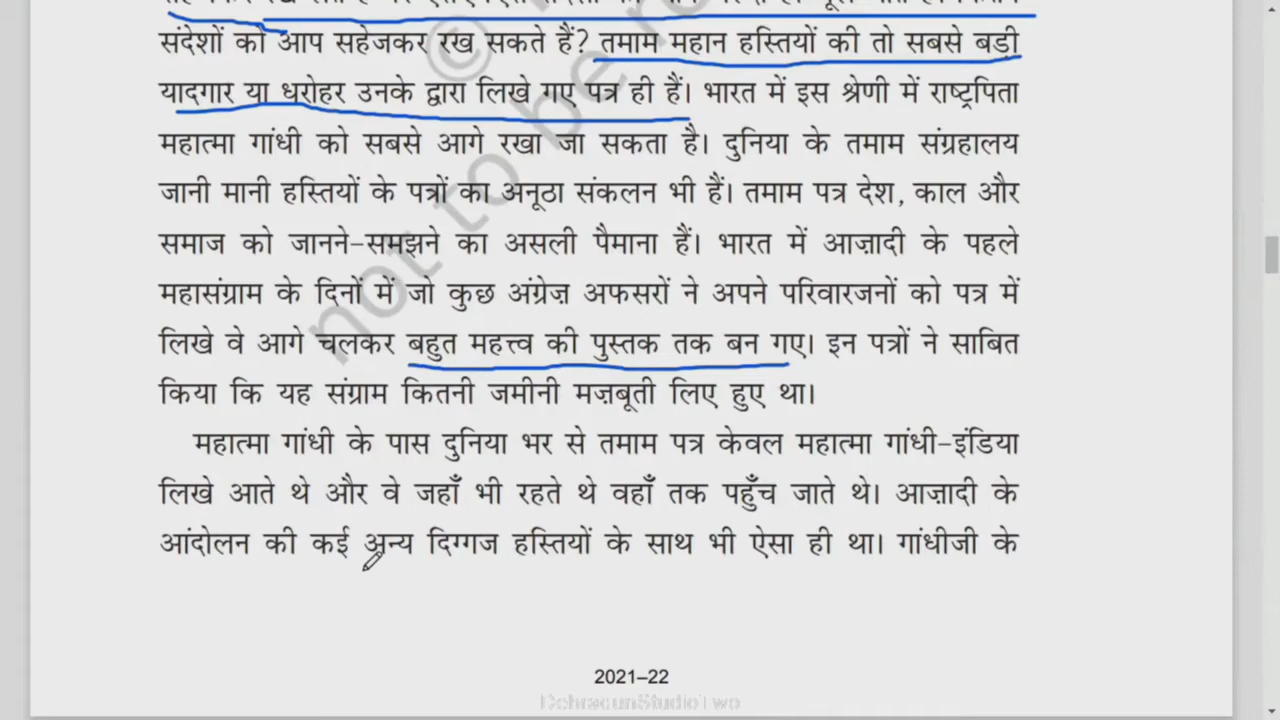 संदेशों को आप सहेजकर रख सकते हैं? तमाम महान हस्तियों की तो सबसे बड़ी
यादगार या धरोहर उनके द्वारा लिखे गए पत्र ही हैं। भारत में इस श्रेणी में राष्ट्रपिता
महात्मा गांधी को सबसे आगे रखा जा सकता है। दुनिया के तमाम संग्रहालय
जानी मानी हस्तियों के पत्रों का अनूठा संकलन भी हैं। तमाम पत्र देश, काल और
समाज को जानने-समझने का असली पैमाना हैं। भारत में आज़ादी के पहले
महासंग्राम के दिनों में जो कुछ अंग्रेज़ अफसरों ने अपने परिवारजनों को पत्र में
लिखे वे आगे चलकर बहुत महत्त्व की पुस्तक तक बन गए। इन पत्रों ने साबित
किया कि यह संग्राम कितनी जमीनी मज़बूती लिए हुए था।
महात्मा गांधी के पास दुनिया भर से तमाम पत्र केवल महात्मा गांधी-इंडिया
लिखे आते थे और वे जहाँ भी रहते थे वहाँ तक पहुँच जाते थे। आज़ादी के
आंदोलन की कई अन्य दिग्गज हस्तियों के साथ भी ऐसा ही था। गांधीजी के
© not to be
2021–22
DehradunStudioTwo